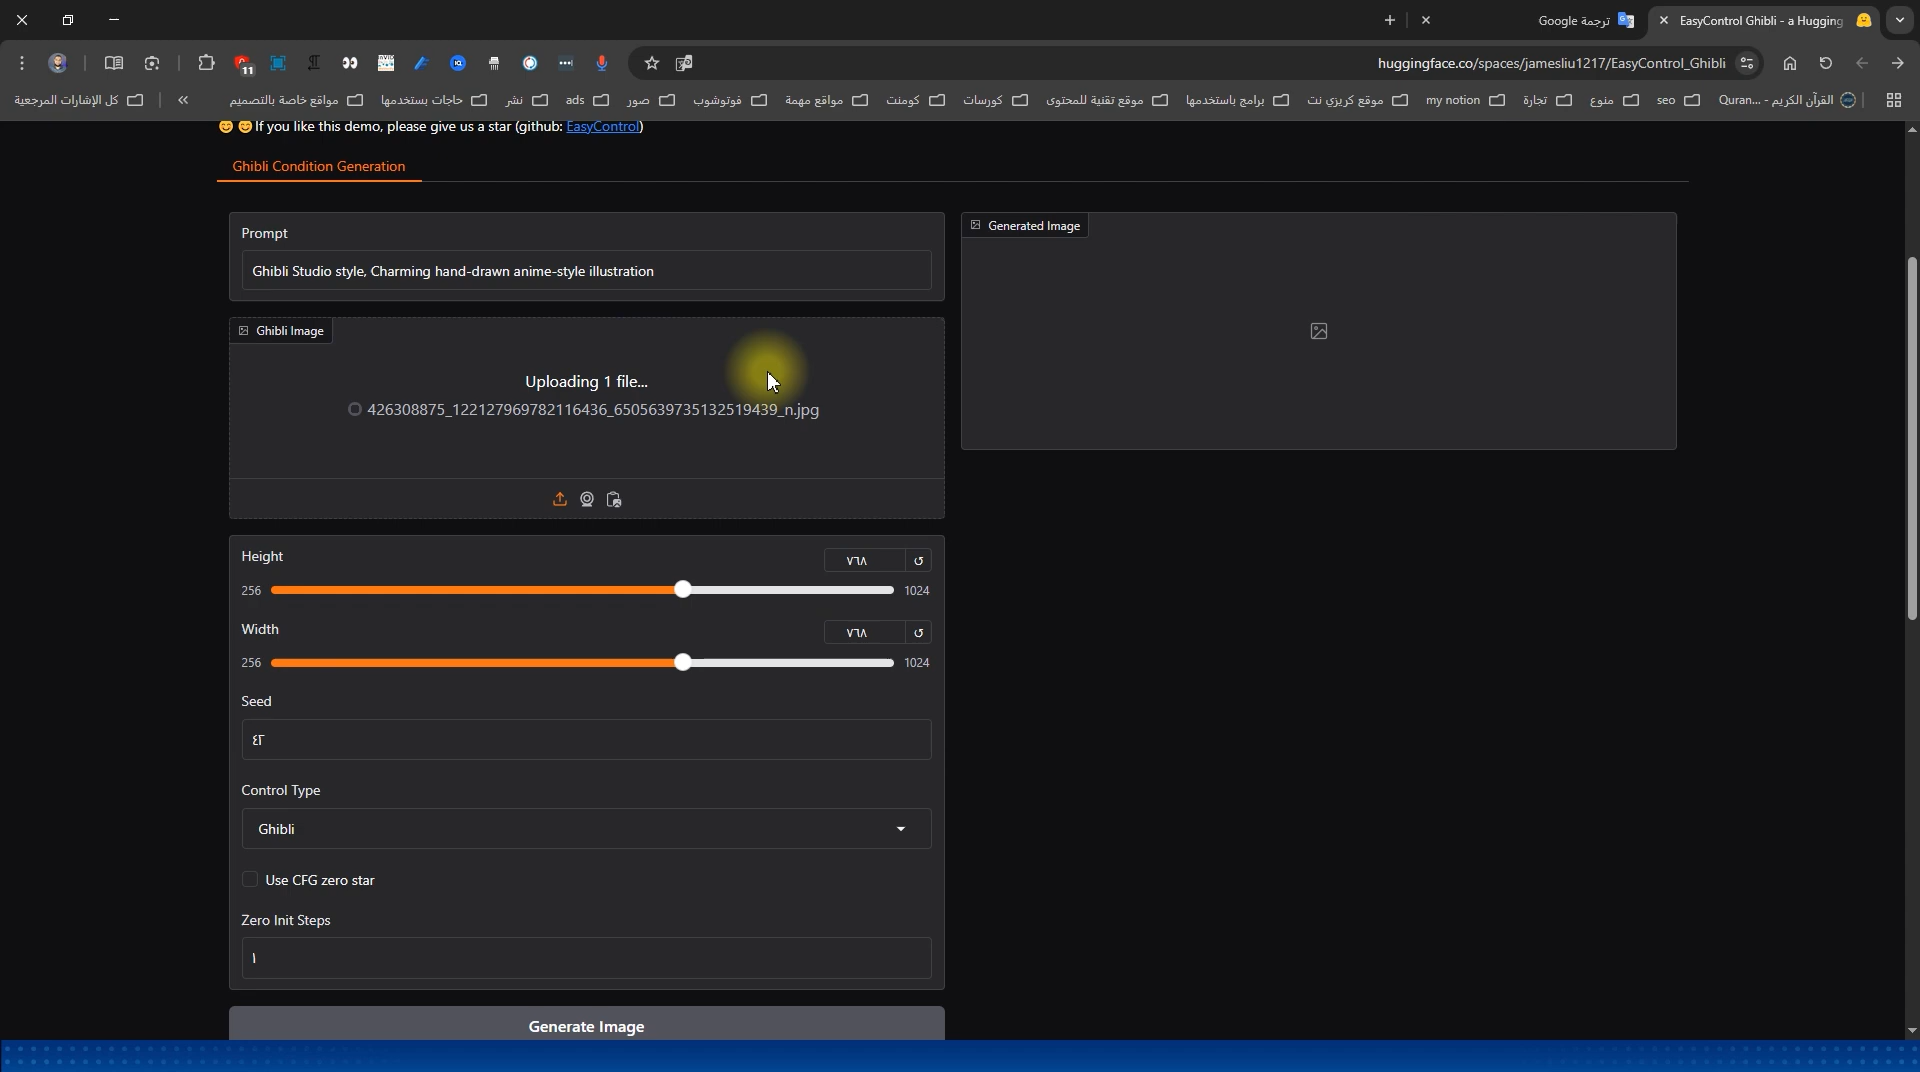 Google ترجمة
EasyControl Ghibli - a Hugging
11
huggingface.co/spaces/jamesliu1217/EasyControl_Ghibli
القرآن الكريم - ...Quran
seo
منوع
تجارة
my notion
موقع كريزي نت
برامج باستخدمها
موقع تقنية للمحتوى
كورسات
كومنت
مواقع مهمة
فوتوشوب
صور
ads
نشر
حاجات بستخدمها
مواقع خاصة بالتصميم
كل الإشارات المرجعية
😊 😊If you like this demo, please give us a star (github: EasyControl)
Ghibli Condition Generation
Prompt
Ghibli Studio style, Charming hand-drawn anime-style illustration
Generated Image
Ghibli Image
Uploading 1 file...
426308875_122127969782116436_6505639735132519439_n.jpg
Height
٧٦٨
256
1024
Width
٧٦٨
256
1024
Seed
٤٢
Control Type
Ghibli
Use CFG zero star
Zero Init Steps
١
Generate Image